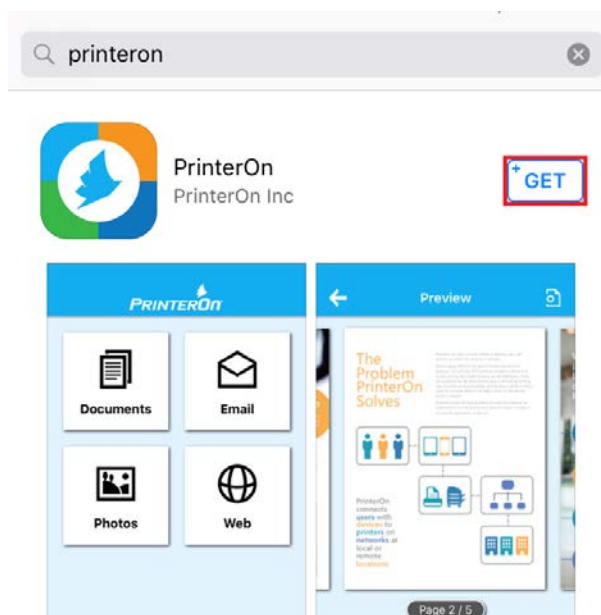 printeron
PrinterOn
PrinterOn Inc
+GET
PRINTERON
Documents
Email
Photos
Web
Preview
The
Problem
PrinterOn
Solves
PrinterOn
connects
users with
devices to
printers on
networks at
local or
remote
locations
Page 2 / 5